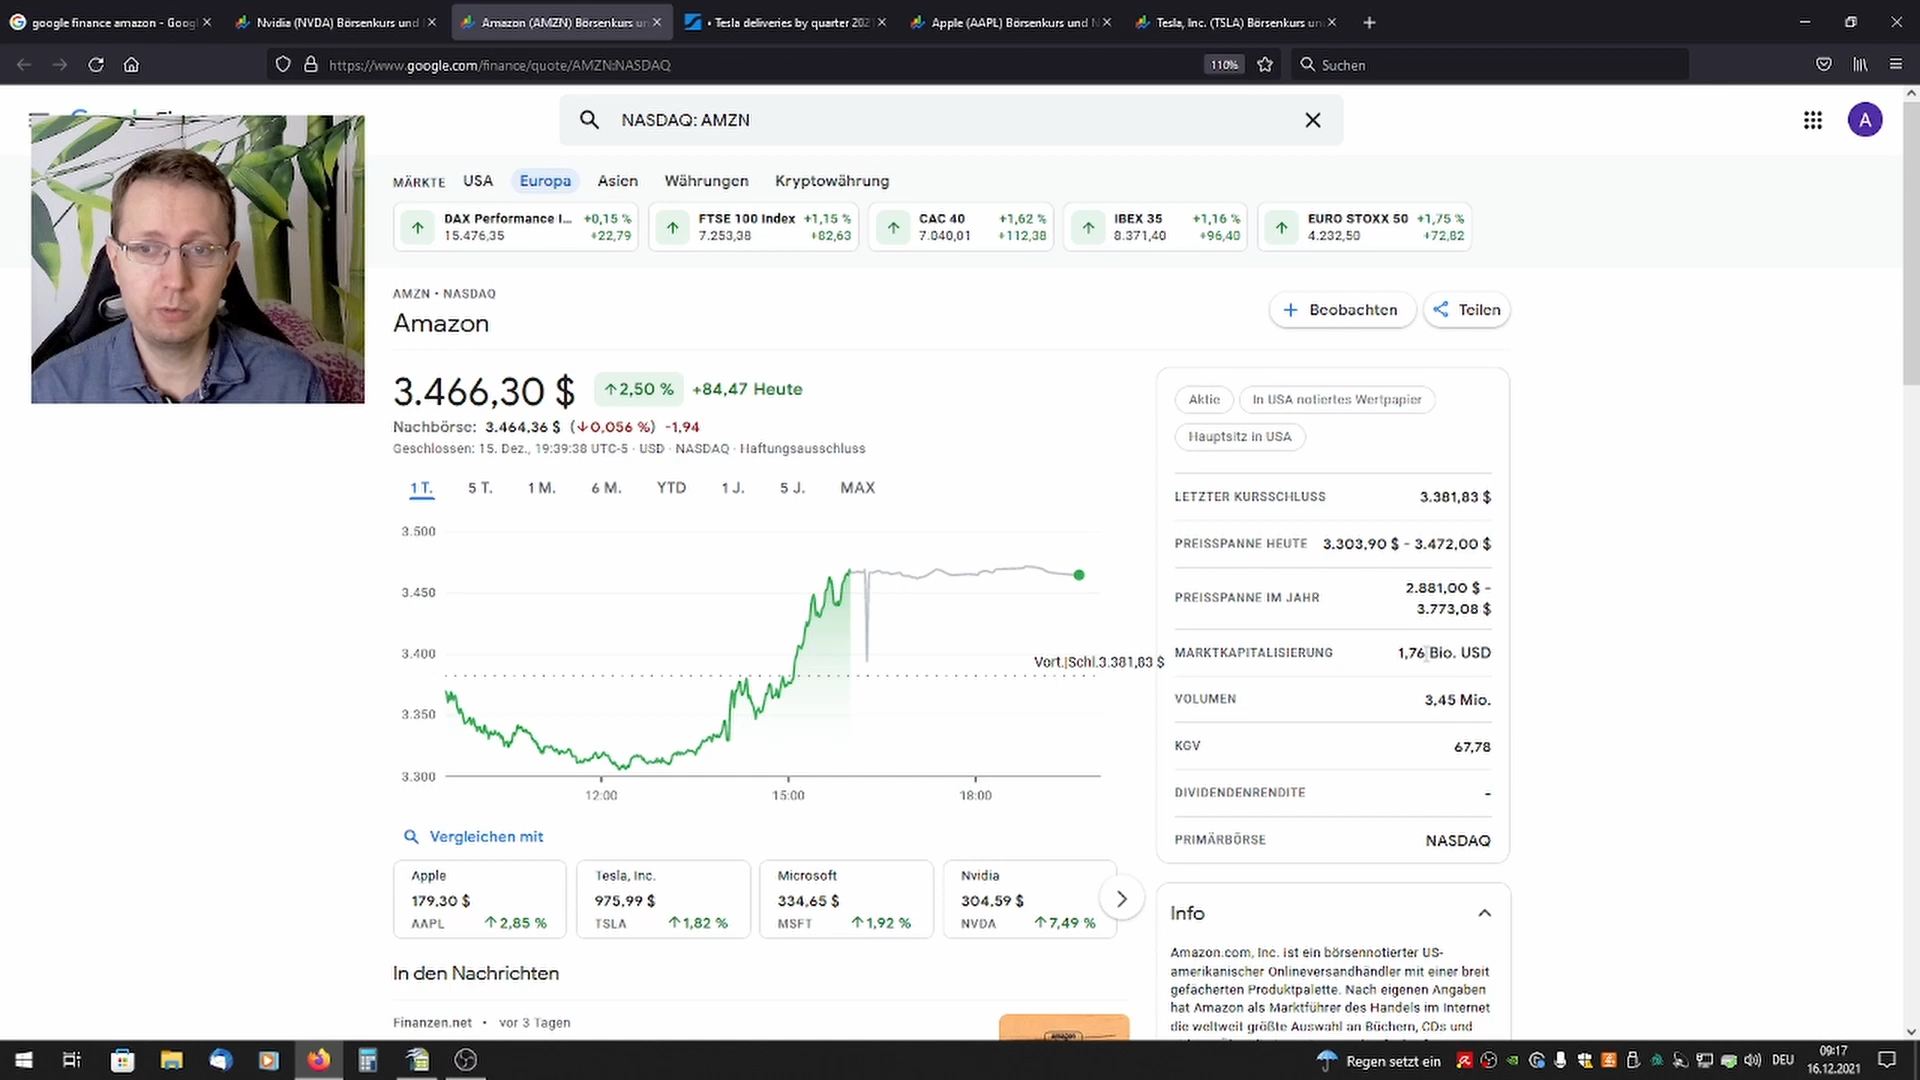 google finance amazon - Goog
Nvidia (NVDA) Börsenkurs und
Amazon (AMZN) Börsenkurs un
• Tesla deliveries by quarter 202
Apple (AAPL) Börsenkurs und N
Tesla, Inc. (TSLA) Börsenkurs un
https://www.google.com/finance/quote/AMZN:NASDAQ
110%
Suchen
NASDAQ: AMZN
A
MÄRKTE USA Europa Asien Währungen Kryptowährung
DAX Performance I... +0,15 %
15.476,35 +22,79
FTSE 100 Index +1,15 %
7.253,38 +82,63
CAC 40 +1,62 %
7.040,01 +112,38
IBEX 35 +1,16 %
8.371,40 +96,40
EURO STOXX 50 +1,75 %
4.232,50 +72,82
AMZN • NASDAQ
Amazon
Beobachten
Teilen
3.466,30 $ ↑2,50 % +84,47 Heute
Nachbörse: 3.464,36 $ (↓0,056 %) -1,94
Geschlossen: 15. Dez., 19:39:38 UTC-5 · USD · NASDAQ · Haftungsausschluss
1 T. 5 T. 1 M. 6 M. YTD 1 J. 5 J. MAX
3.500
3.450
3.400
3.350
3.300
Vort.|Schl.3.381,83 $
12:00 15:00 18:00
Aktie
In USA notiertes Wertpapier
Hauptsitz in USA
LETZTER KURSSCHLUSS 3.381,83 $
PREISSPANNE HEUTE 3.303,90 $ - 3.472,00 $
PREISSPANNE IM JAHR 2.881,00 $ -
3.773,08 $
MARKTKAPITALISIERUNG 1,76 Bio. USD
VOLUMEN 3,45 Mio.
KGV 67,78
DIVIDENDENRENDITE -
PRIMÄRBÖRSE NASDAQ
Vergleichen mit
Apple
179,30 $
AAPL ↑2,85 %
Tesla, Inc.
975,99 $
TSLA ↑1,82 %
Microsoft
334,65 $
MSFT ↑1,92 %
Nvidia
304,59 $
NVDA ↑7,49 %
In den Nachrichten
Finanzen.net • vor 3 Tagen
amazon
Info
Amazon.com, Inc. ist ein börsennotierter US-
amerikanischer Onlineversandhändler mit einer breit
gefächerten Produktpalette. Nach eigenen Angaben
hat Amazon als Marktführer des Handels im Internet
die weltweit größte Auswahl an Büchern, CDs und
Regen setzt ein
DEU
09:17
16.12.2021